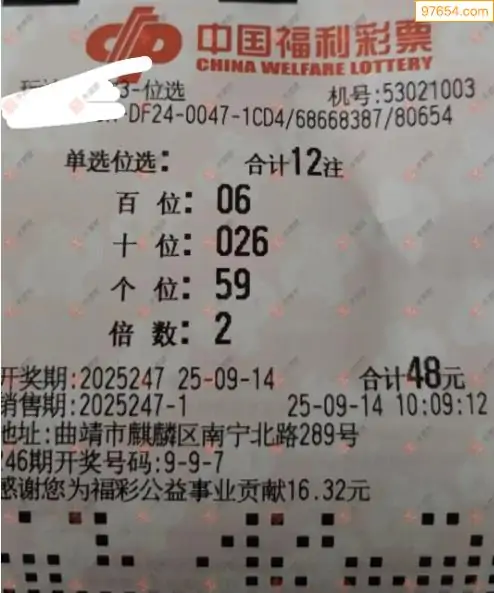 97654.com
中国福利彩票
CHINA WELFARE LOTTERY
3-位选 机号:53021003
-DF24-0047-1CD4/68668387/80654
单选位选: 合计12注
百 位: 06
十 位: 026
个 位: 59
倍 数: 2
开奖期:2025247 25-09-14 合计48元
销售期:2025247-1 25-09-14 10:09:12
地址:曲靖市麒麟区南宁北路289号
246期开奖号码:9-9-7
感谢您为福彩公益事业贡献16.32元